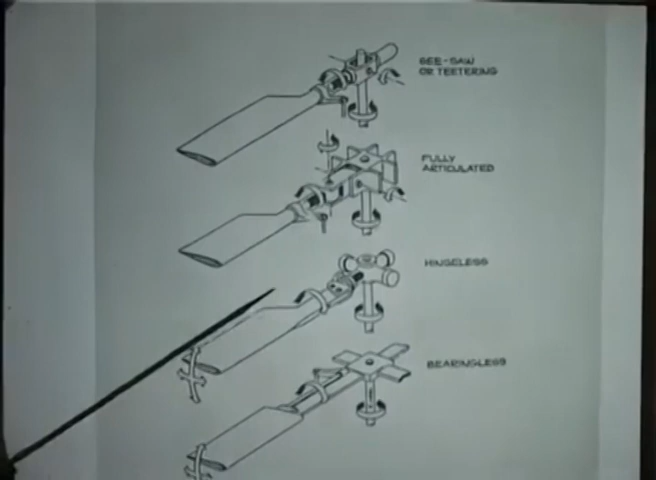 SEE-SAW
OR TEETERING
FULLY
ARTICULATED
HINGELESS
BEARINGLESS